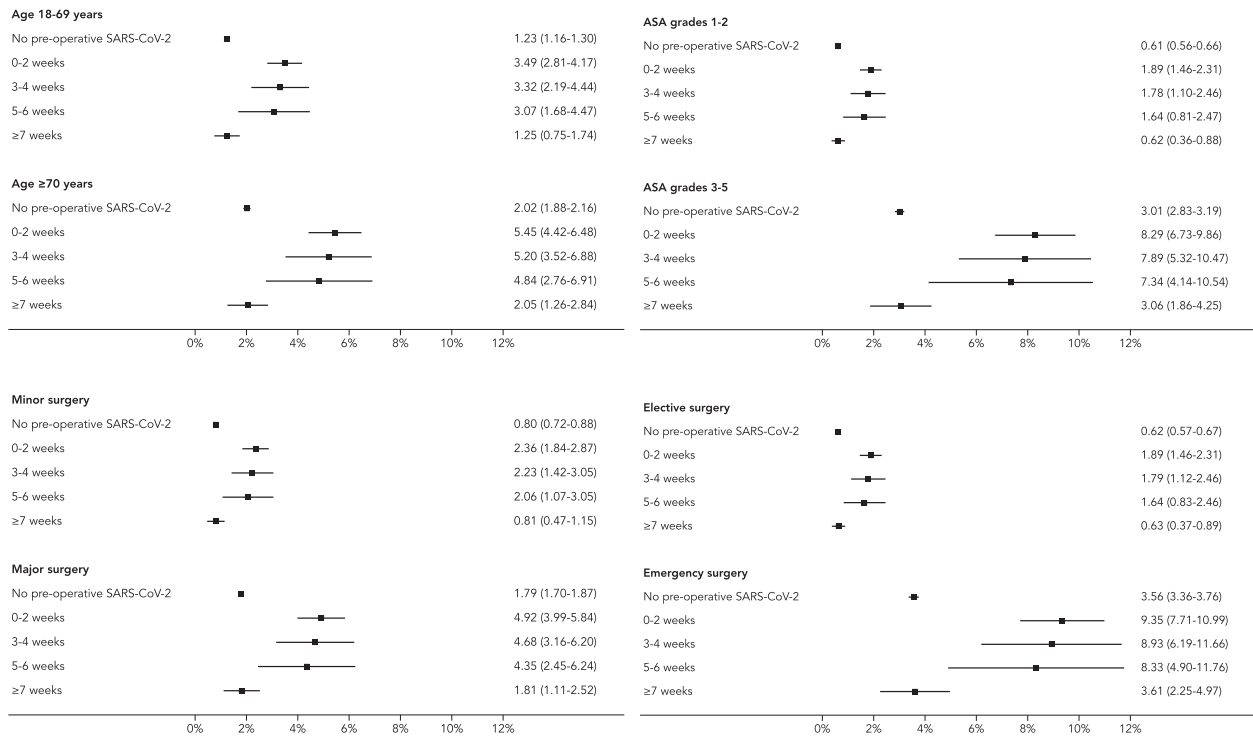 Age 18-69 years
No pre-operative SARS-CoV-2 1.23 (1.16-1.30)
0-2 weeks 3.49 (2.81-4.17)
3-4 weeks 3.32 (2.19-4.44)
5-6 weeks 3.07 (1.68-4.47)
≥7 weeks 1.25 (0.75-1.74)
Age ≥70 years
No pre-operative SARS-CoV-2 2.02 (1.88-2.16)
0-2 weeks 5.45 (4.42-6.48)
3-4 weeks 5.20 (3.52-6.88)
5-6 weeks 4.84 (2.76-6.91)
≥7 weeks 2.05 (1.26-2.84)
0% 2% 4% 6% 8% 10% 12%
ASA grades 1-2
No pre-operative SARS-CoV-2 0.61 (0.56-0.66)
0-2 weeks 1.89 (1.46-2.31)
3-4 weeks 1.78 (1.10-2.46)
5-6 weeks 1.64 (0.81-2.47)
≥7 weeks 0.62 (0.36-0.88)
ASA grades 3-5
No pre-operative SARS-CoV-2 3.01 (2.83-3.19)
0-2 weeks 8.29 (6.73-9.86)
3-4 weeks 7.89 (5.32-10.47)
5-6 weeks 7.34 (4.14-10.54)
≥7 weeks 3.06 (1.86-4.25)
0% 2% 4% 6% 8% 10% 12%
Minor surgery
No pre-operative SARS-CoV-2 0.80 (0.72-0.88)
0-2 weeks 2.36 (1.84-2.87)
3-4 weeks 2.23 (1.42-3.05)
5-6 weeks 2.06 (1.07-3.05)
≥7 weeks 0.81 (0.47-1.15)
Major surgery
No pre-operative SARS-CoV-2 1.79 (1.70-1.87)
0-2 weeks 4.92 (3.99-5.84)
3-4 weeks 4.68 (3.16-6.20)
5-6 weeks 4.35 (2.45-6.24)
≥7 weeks 1.81 (1.11-2.52)
0% 2% 4% 6% 8% 10% 12%
Elective surgery
No pre-operative SARS-CoV-2 0.62 (0.57-0.67)
0-2 weeks 1.89 (1.46-2.31)
3-4 weeks 1.79 (1.12-2.46)
5-6 weeks 1.64 (0.83-2.46)
≥7 weeks 0.63 (0.37-0.89)
Emergency surgery
No pre-operative SARS-CoV-2 3.56 (3.36-3.76)
0-2 weeks 9.35 (7.71-10.99)
3-4 weeks 8.93 (6.19-11.66)
5-6 weeks 8.33 (4.90-11.76)
≥7 weeks 3.61 (2.25-4.97)
0% 2% 4% 6% 8% 10% 12%